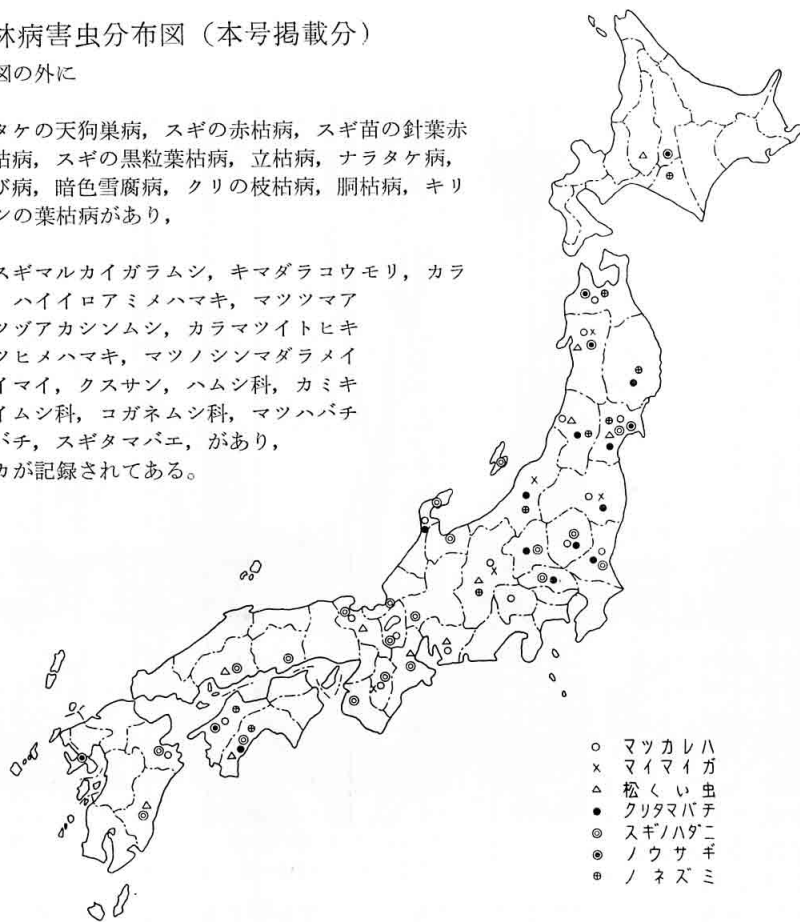 林病害虫分布図（本号掲載分）
図の外に
タケの天狗巣病，スギの赤枯病，スギ苗の針葉赤
枯病，スギの黒粒葉枯病，立枯病，ナラタケ病，
び病，暗色雪腐病，クリの枝枯病，胴枯病，キリ
ンの葉枯病があり，
スギマルカイガラムシ，キマダラコウモリ，カラ
，ハイイロアミメハマキ，マツツマア
ツヅアカシンムシ，カラマツイトヒキ
ツヒメハマキ，マツノシンマダラメイ
イマイ，クスサン，ハムシ科，カミキ
イムシ科，コガネムシ科，マツハバチ
バチ，スギタマバエ，があり，
カが記録されてある。
○ マツカレハ
× マイマイガ
△ 松くい虫
● クリタマバチ
◎ スギノハダニ
◉ ノウサギ
⊕ ノネズミ